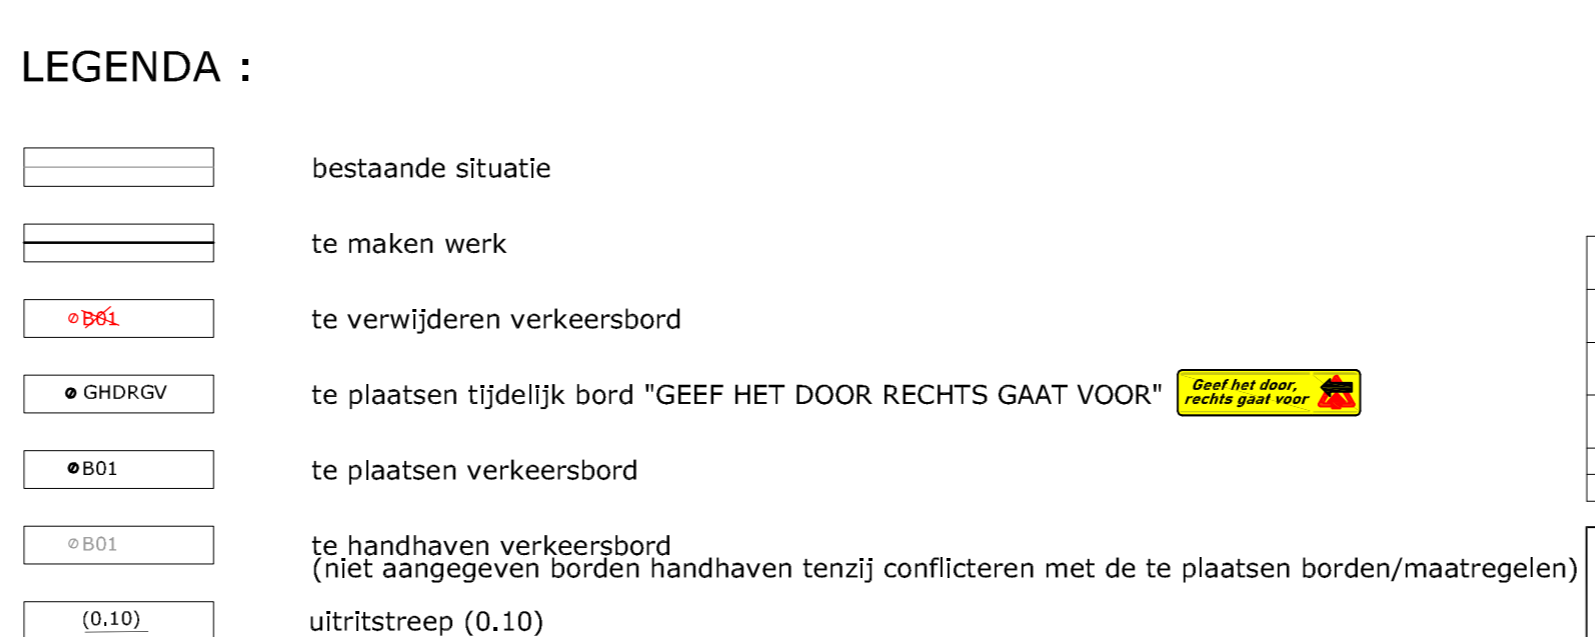 LEGENDA :
bestaande situatie
te maken werk
B01 te verwijderen verkeersbord
GHDRGV te plaatsen tijdelijk bord "GEEF HET DOOR RECHTS GAAT VOOR"
Geef het door,
rechts gaat voor
B01 te plaatsen verkeersbord
B01 te handhaven verkeersbord
(niet aangegeven borden handhaven tenzij conflicteren met de te plaatsen borden/maatregelen)
(0.10) uitritstreep (0.10)